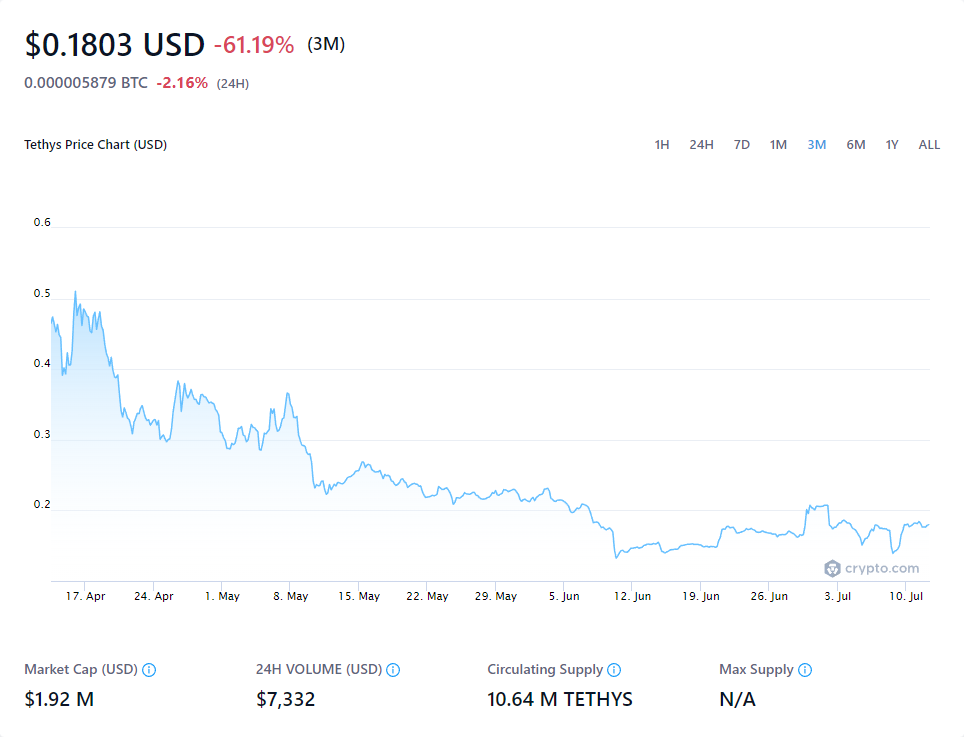 $0.1803 USD -61.19% (3M)
0.000005879 BTC -2.16% (24H)
Tethys Price Chart (USD) 1H 24H 7D 1M 3M 6M 1Y ALL
0.6
0.5
0.4
0.3
0.2
crypto.com
17. Apr 24. Apr 1. May 8. May 15. May 22. May 29. May 5. Jun 12. Jun 19. Jun 26. Jun 3. Jul 10. Jul
Market Cap (USD) 24H VOLUME (USD) Circulating Supply Max Supply
$1.92 M $7,332 10.64 M TETHYS N/A